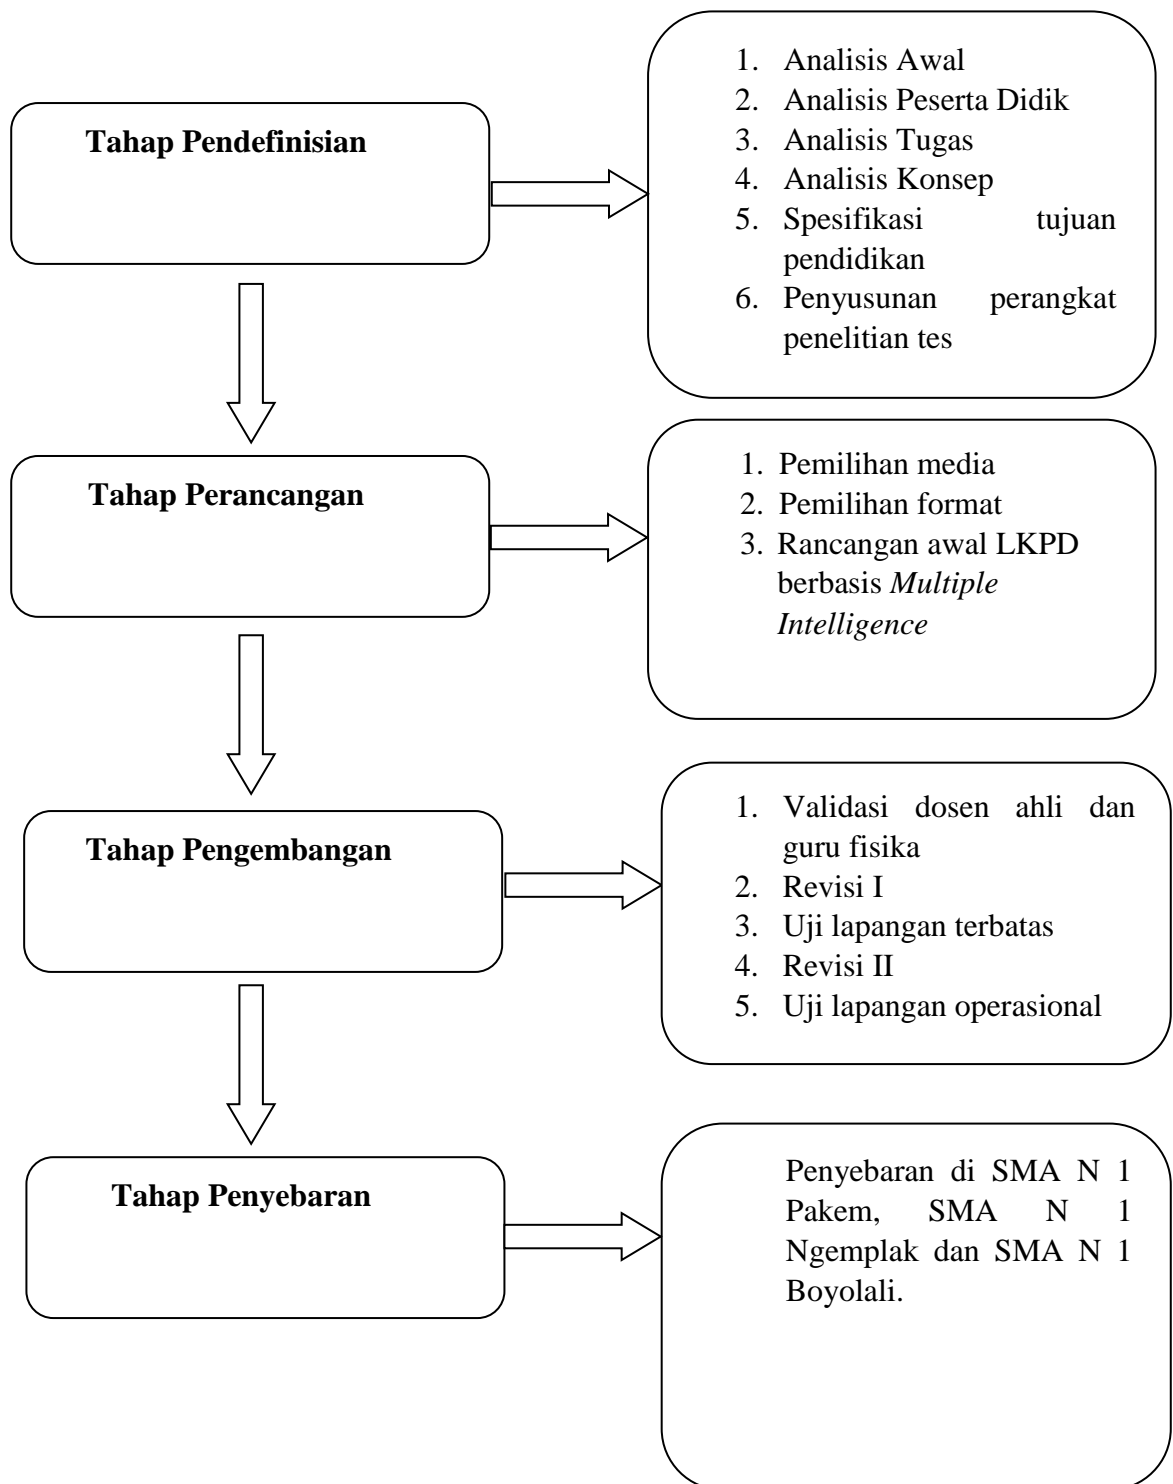 Tahap Pendefinisian
1. Analisis Awal
2. Analisis Peserta Didik
3. Analisis Tugas
4. Analisis Konsep
5. Spesifikasi tujuan
pendidikan
6. Penyusunan perangkat
penelitian tes
Tahap Perancangan
1. Pemilihan media
2. Pemilihan format
3. Rancangan awal LKPD
berbasis Multiple
Intelligence
Tahap Pengembangan
1. Validasi dosen ahli dan
guru fisika
2. Revisi I
3. Uji lapangan terbatas
4. Revisi II
5. Uji lapangan operasional
Tahap Penyebaran
Penyebaran di SMA N 1
Pakem, SMA N 1
Ngemplak dan SMA N 1
Boyolali.